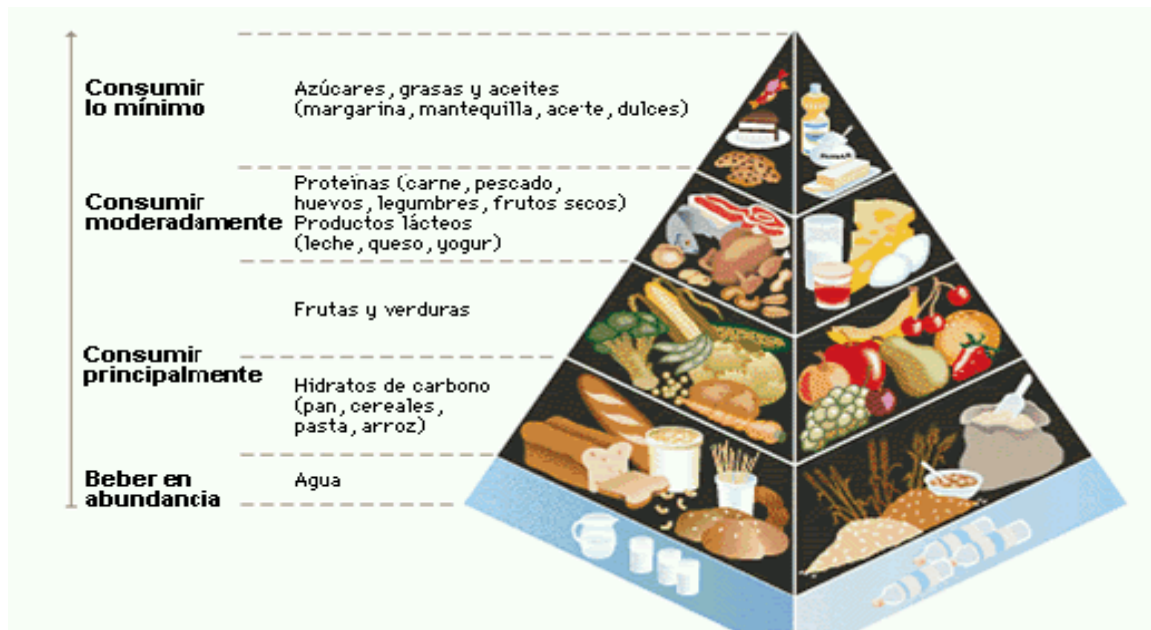 Consumir
lo mínimo
Azúcares, grasas y aceites
(margarina, mantequilla, aceite, dulces)
Consumir
moderadamente
Proteínas (carne, pescado,
huevos, legumbres, frutos secos)
Productos lácteos
(leche, queso, yogur)
Frutas y verduras
Consumir
principalmente
Hidratos de carbono
(pan, cereales,
pasta, arroz)
Beber en
abundancia
Agua